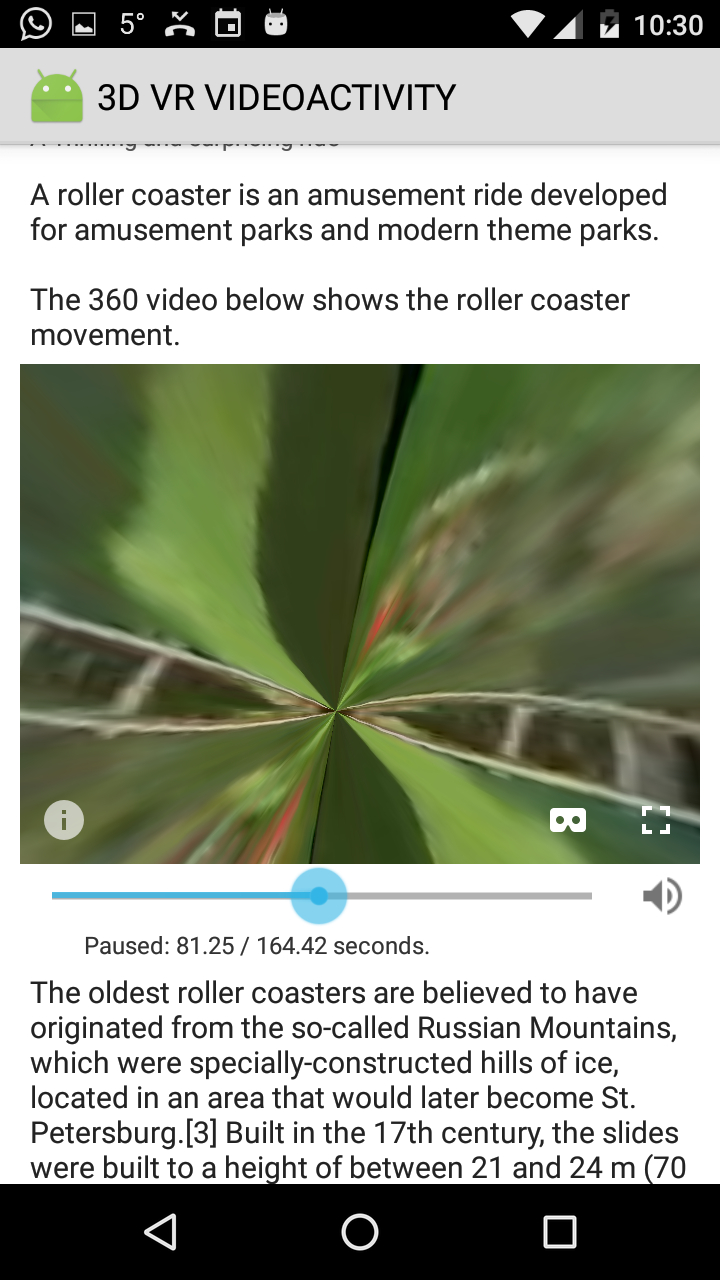 5° 10:30
3D VR VIDEOACTIVITY
A Thrilling and surprising ride
A roller coaster is an amusement ride developed
for amusement parks and modern theme parks.
The 360 video below shows the roller coaster
movement.
Paused: 81.25 / 164.42 seconds.
The oldest roller coasters are believed to have
originated from the so-called Russian Mountains,
which were specially-constructed hills of ice,
located in an area that would later become St.
Petersburg.[3] Built in the 17th century, the slides
were built to a height of between 21 and 24 m (70